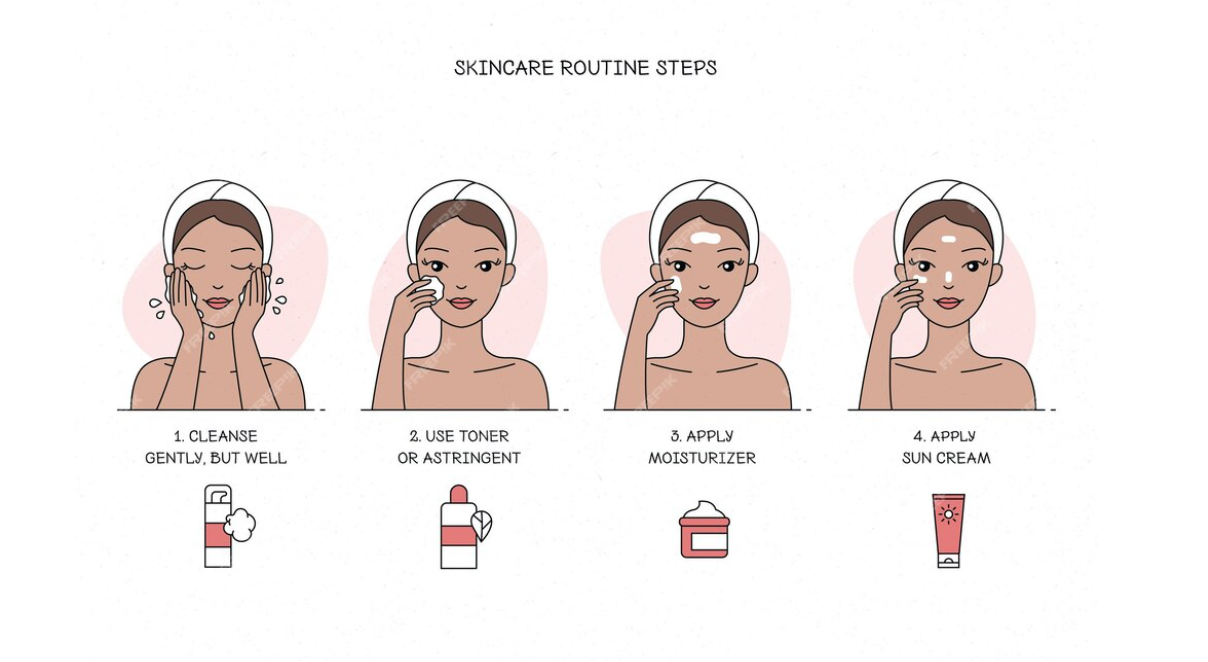 SKINCARE ROUTINE STEPS
1. CLEANSE
GENTLY, BUT WELL
2. USE TONER
OR ASTRINGENT
3. APPLY
MOISTURIZER
4. APPLY
SUN CREAM